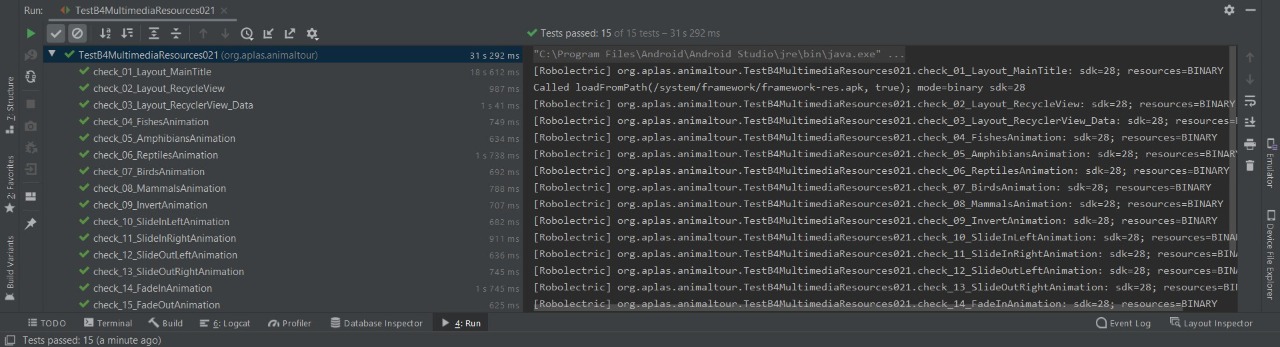 Run: TestB4MultimediaResources021
Tests passed: 15 of 15 tests – 31 s 292 ms
TestB4MultimediaResources021 (org.aplas.animaltour) 31 s 292 ms
check_01_Layout_MainTitle 18 s 612 ms
check_02_Layout_RecycleView 987 ms
check_03_Layout_RecyclerView_Data 1 s 41 ms
check_04_FishesAnimation 749 ms
check_05_AmphibiansAnimation 634 ms
check_06_ReptilesAnimation 1 s 738 ms
check_07_BirdsAnimation 692 ms
check_08_MammalsAnimation 788 ms
check_09_InvertAnimation 707 ms
check_10_SlideInLeftAnimation 682 ms
check_11_SlideInRightAnimation 911 ms
check_12_SlideOutLeftAnimation 636 ms
check_13_SlideOutRightAnimation 745 ms
check_14_FadeInAnimation 1 s 745 ms
check_15_FadeOutAnimation 625 ms
"C:\Program Files\Android\Android Studio\jre\bin\java.exe" ...
[Robolectric] org.aplas.animaltour.TestB4MultimediaResources021.check_01_Layout_MainTitle: sdk=28; resources=BINARY
Called loadFromPath(/system/framework/framework-res.apk, true); mode=binary sdk=28
[Robolectric] org.aplas.animaltour.TestB4MultimediaResources021.check_02_Layout_RecycleView: sdk=28; resources=BINARY
[Robolectric] org.aplas.animaltour.TestB4MultimediaResources021.check_03_Layout_RecyclerView_Data: sdk=28; resources=B
[Robolectric] org.aplas.animaltour.TestB4MultimediaResources021.check_04_FishesAnimation: sdk=28; resources=BINARY
[Robolectric] org.aplas.animaltour.TestB4MultimediaResources021.check_05_AmphibiansAnimation: sdk=28; resources=BINARY
[Robolectric] org.aplas.animaltour.TestB4MultimediaResources021.check_06_ReptilesAnimation: sdk=28; resources=BINARY
[Robolectric] org.aplas.animaltour.TestB4MultimediaResources021.check_07_BirdsAnimation: sdk=28; resources=BINARY
[Robolectric] org.aplas.animaltour.TestB4MultimediaResources021.check_08_MammalsAnimation: sdk=28; resources=BINARY
[Robolectric] org.aplas.animaltour.TestB4MultimediaResources021.check_09_InvertAnimation: sdk=28; resources=BINARY
[Robolectric] org.aplas.animaltour.TestB4MultimediaResources021.check_10_SlideInLeftAnimation: sdk=28; resources=BINAR
[Robolectric] org.aplas.animaltour.TestB4MultimediaResources021.check_11_SlideInRightAnimation: sdk=28; resources=BINA
[Robolectric] org.aplas.animaltour.TestB4MultimediaResources021.check_12_SlideOutLeftAnimation: sdk=28; resources=BINA
[Robolectric] org.aplas.animaltour.TestB4MultimediaResources021.check_13_SlideOutRightAnimation: sdk=28; resources=BIN
[Robolectric] org.aplas.animaltour.TestB4MultimediaResources021.check_14_FadeInAnimation: sdk=28; resources=BINARY
7: Structure
2: Favorites
Build Variants
Emulator
Device File Explorer
TODO Terminal Build 6: Logcat Profiler Database Inspector 4: Run Event Log Layout Inspector
Tests passed: 15 (a minute ago)